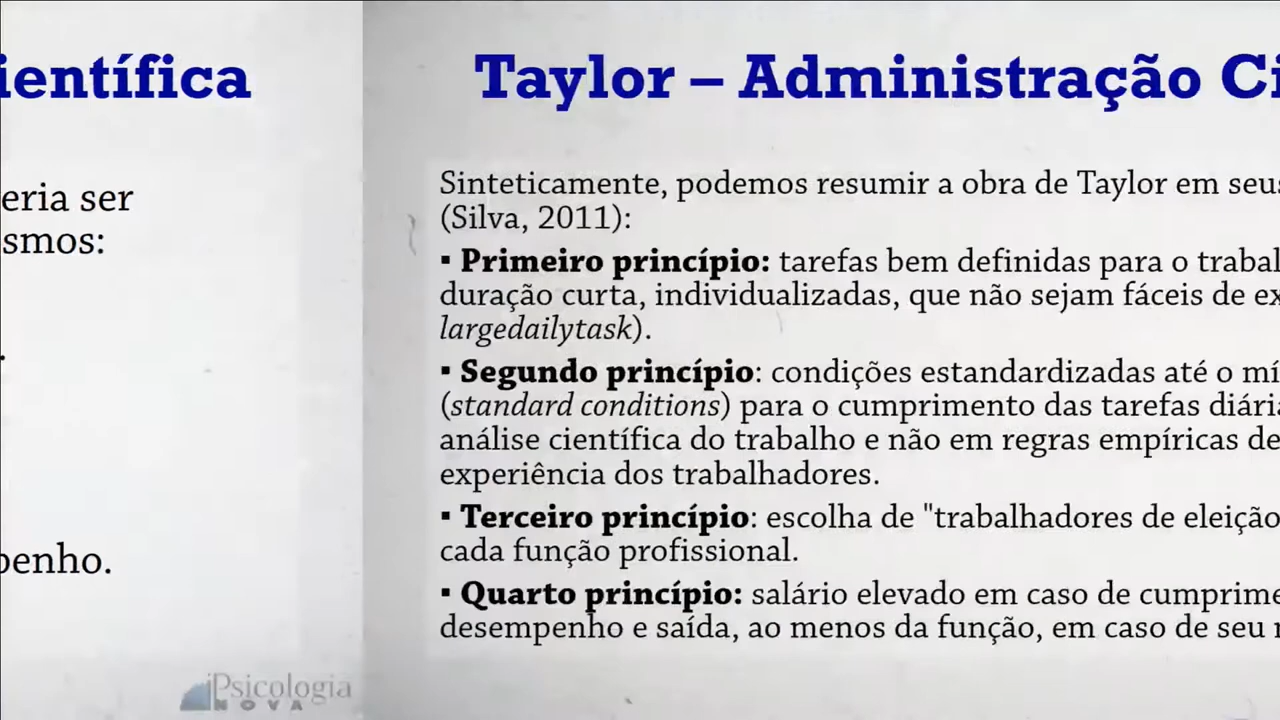 ientífica
eria ser
smos:
.
penho.
Psicologia
NOVA
Taylor – Administração Ci
Sinteticamente, podemos resumir a obra de Taylor em seus
(Silva, 2011):
▪ Primeiro princípio: tarefas bem definidas para o trabal
duração curta, individualizadas, que não sejam fáceis de ex
largedailytask).
▪ Segundo princípio: condições estandardizadas até o mí
(standard conditions) para o cumprimento das tarefas diária
análise científica do trabalho e não em regras empíricas de
experiência dos trabalhadores.
▪ Terceiro princípio: escolha de "trabalhadores de eleição
cada função profissional.
▪ Quarto princípio: salário elevado em caso de cumprime
desempenho e saída, ao menos da função, em caso de seu